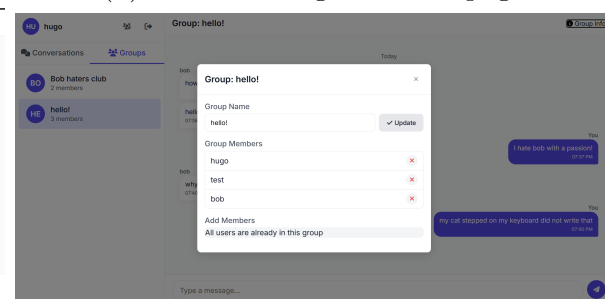 HU hugo
Group: hello!
Group Info
Conversations
Groups
BO Bob haters club
2 members
HE hello!
3 members
Today
bob
how
hell
bob
why
Group: hello!
×
Group Name
hello!
✓ Update
Group Members
hugo
×
test
×
bob
×
Add Members
All users are already in this group
You
I hate bob with a passion!
07:37 PM
You
my cat stepped on my keyboard did not write that
07:40 PM
Type a message...